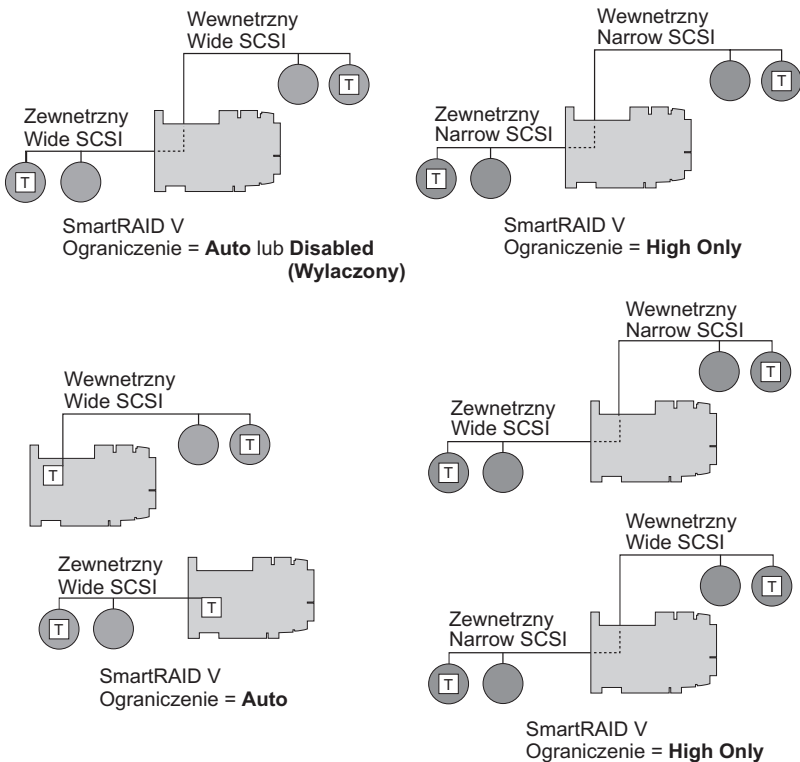 Wewnetrzny
Wide SCSI
T
Zewnetrzny
Wide SCSI
T
SmartRAID V
Ograniczenie = Auto lub Disabled
(Wylaczony)
Wewnetrzny
Narrow SCSI
T
Zewnetrzny
Narrow SCSI
T
SmartRAID V
Ograniczenie = High Only
Wewnetrzny
Wide SCSI
T
T
Zewnetrzny
Wide SCSI
T
T
SmartRAID V
Ograniczenie = Auto
Wewnetrzny
Narrow SCSI
T
Zewnetrzny
Wide SCSI
T
Wewnetrzny
Wide SCSI
T
Zewnetrzny
Narrow SCSI
T
SmartRAID V
Ograniczenie = High Only